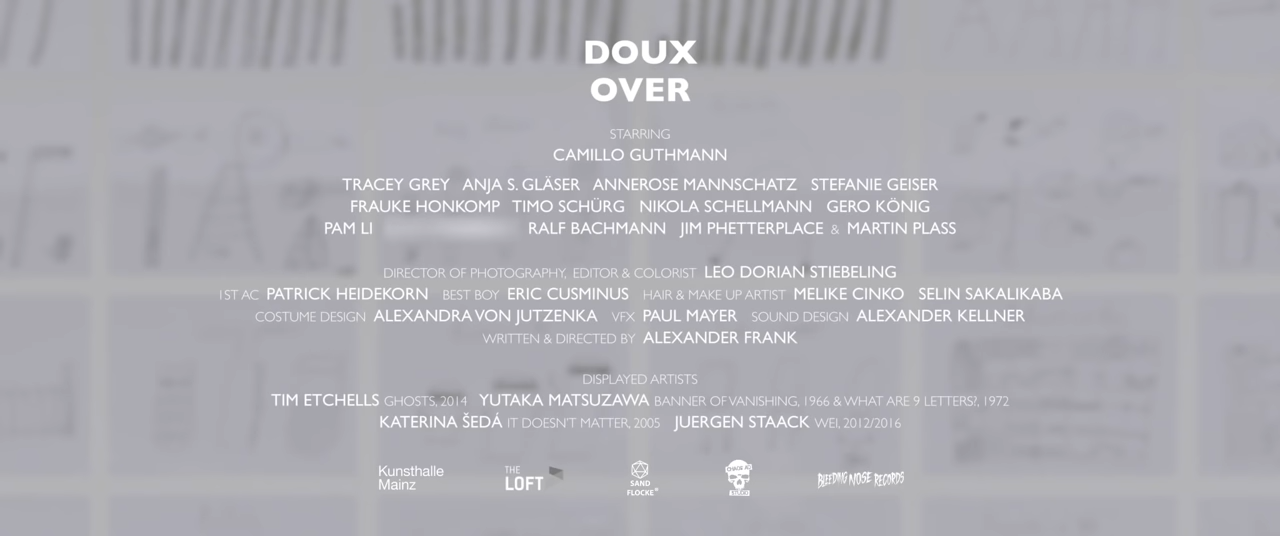 DOUX
OVER
STARRING
CAMILLO GUTHMANN
TRACEY GREY ANJA S. GLÄSER ANNEROSE MANNSCHATZ STEFANIE GEISER
FRAUKE HONKOMP TIMO SCHÜRG NIKOLA SCHELLMANN GERO KÖNIG
PAM LI RALF BACHMANN JIM PHETTERPLACE & MARTIN PLASS
DIRECTOR OF PHOTOGRAPHY, EDITOR & COLORIST LEO DORIAN STIEBELING
1ST AC PATRICK HEIDEKORN BEST BOY ERIC CUSMINUS HAIR & MAKE UP ARTIST MELIKE CINKO SELIN SAKALIKABA
COSTUME DESIGN ALEXANDRA VON JUTZENKA VFX PAUL MAYER SOUND DESIGN ALEXANDER KELLNER
WRITTEN & DIRECTED BY ALEXANDER FRANK
DISPLAYED ARTISTS
TIM ETCHELLS GHOSTS, 2014 YUTAKA MATSUZAWA BANNER OF VANISHING, 1966 & WHAT ARE 9 LETTERS?, 1972
KATERINA ŠEDÁ IT DOESN'T MATTER, 2005 JUERGEN STAACK WEI, 2012/2016
Kunsthalle
Mainz
THE
LOFT
SAND
FLOCKE
STUDIO
BLEEDING NOSE RECORDS